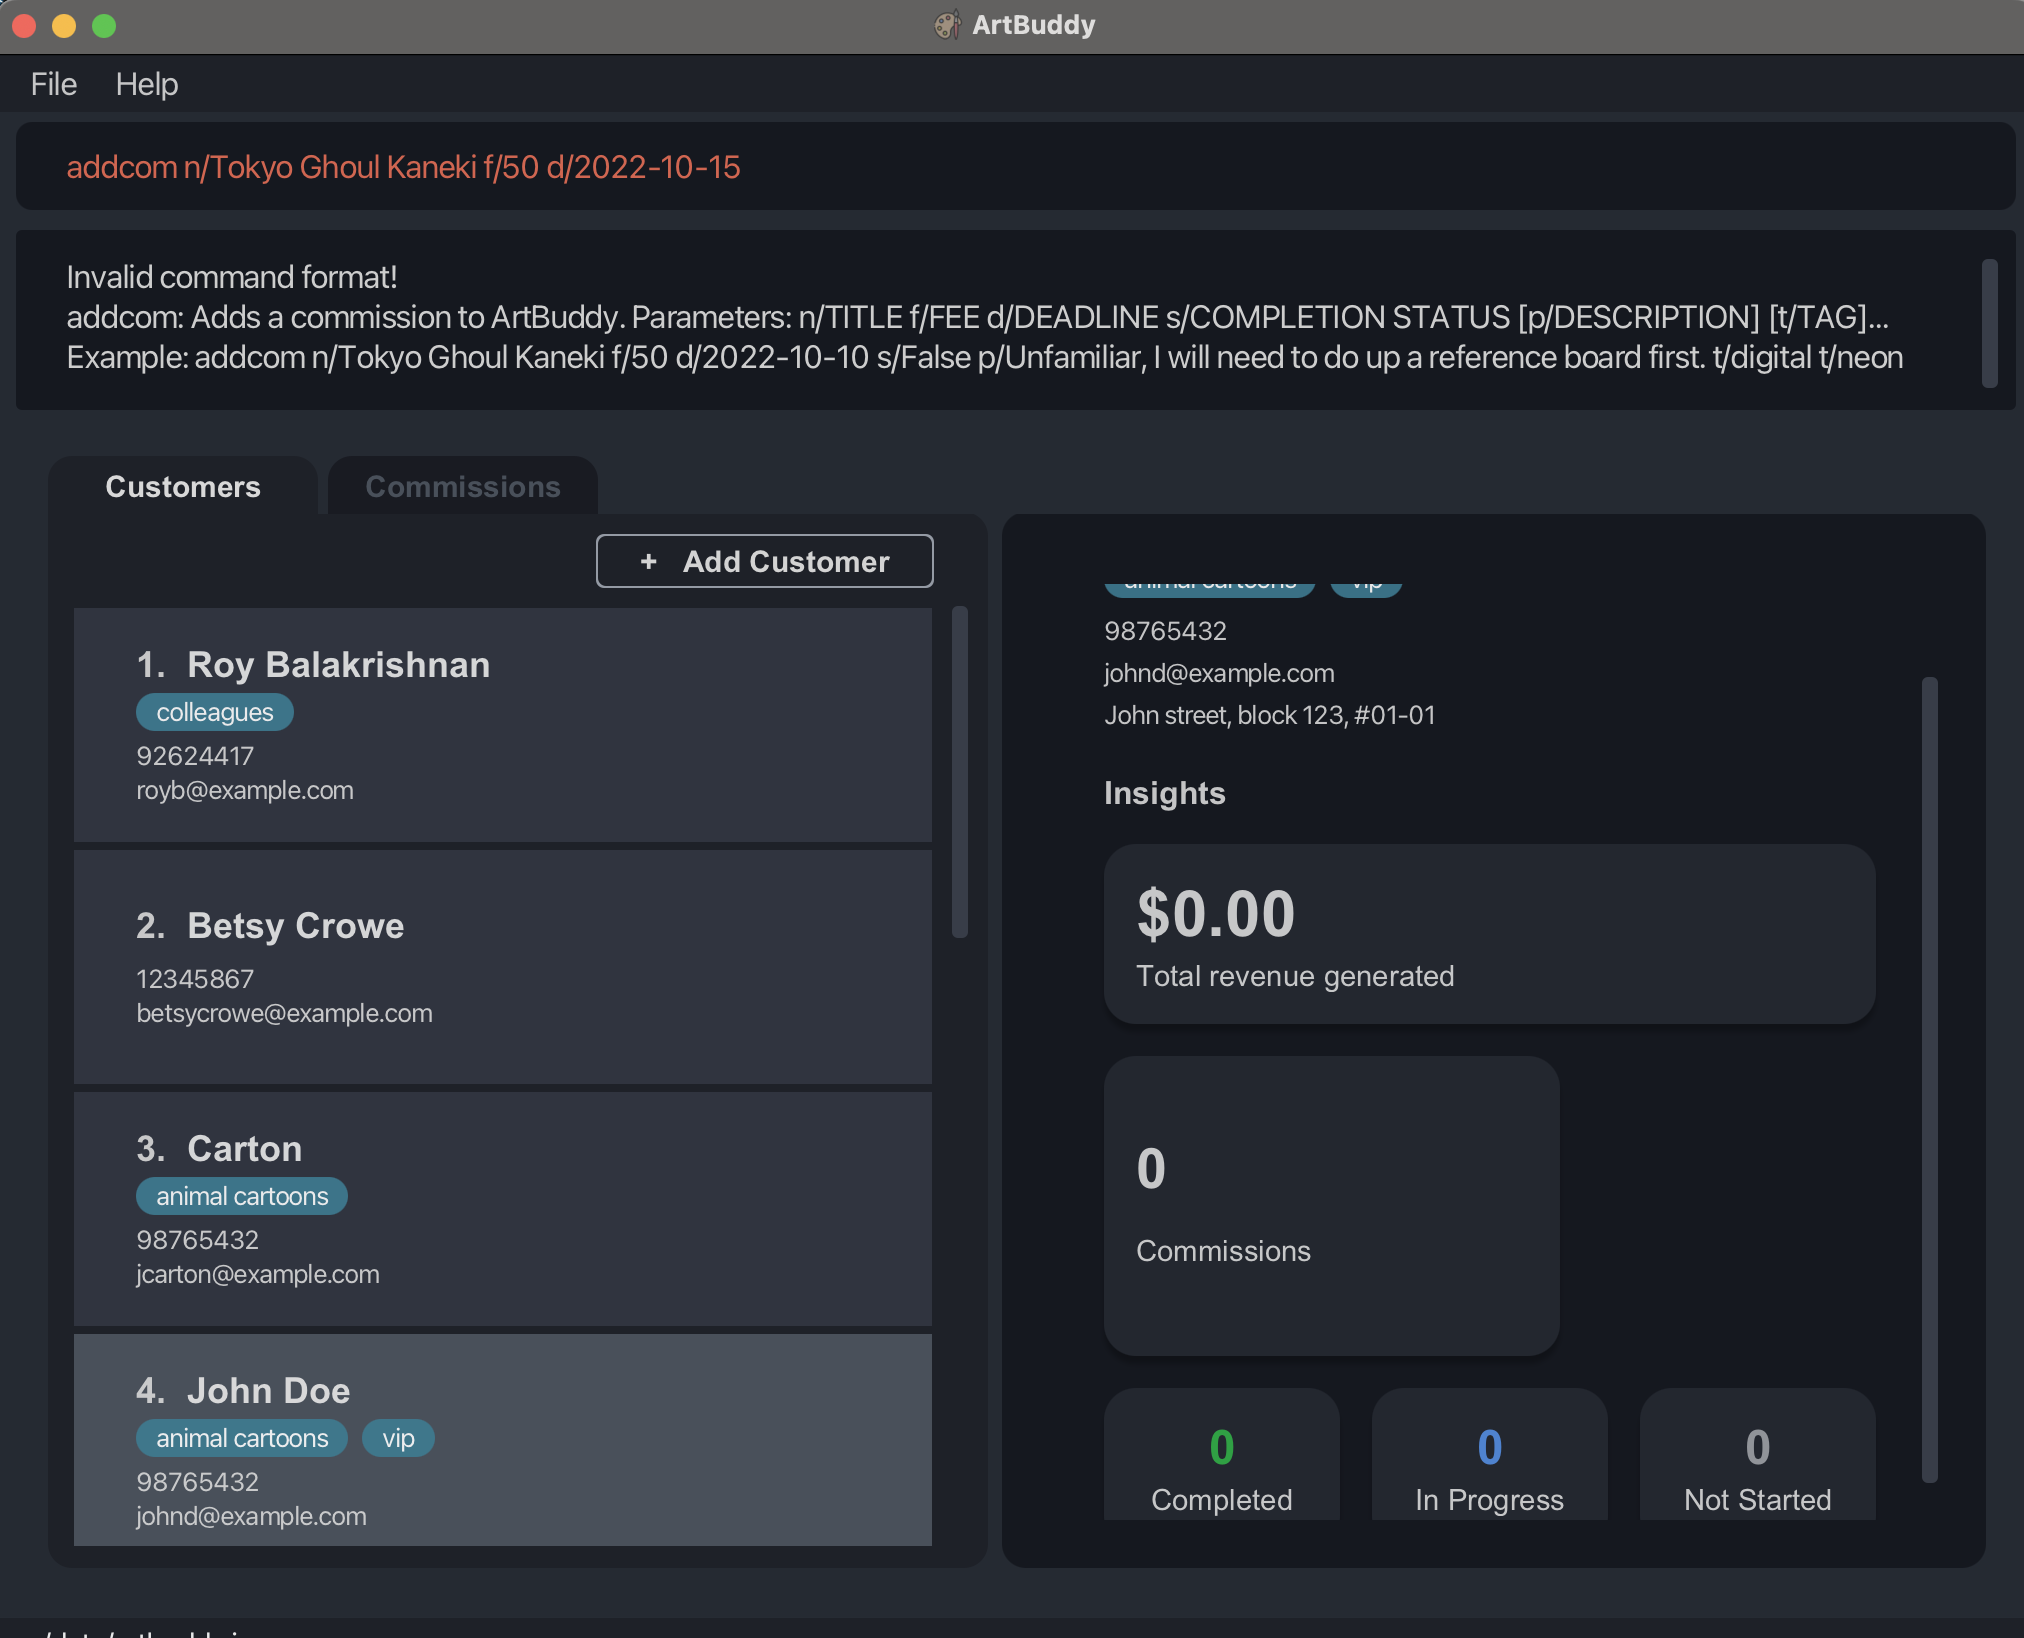 ArtBuddy
File Help
addcom n/Tokyo Ghoul Kaneki f/50 d/2022-10-15
Invalid command format!
addcom: Adds a commission to ArtBuddy. Parameters: n/TITLE f/FEE d/DEADLINE s/COMPLETION STATUS [p/DESCRIPTION] [t/TAG]...
Example: addcom n/Tokyo Ghoul Kaneki f/50 d/2022-10-10 s/False p/Unfamiliar, I will need to do up a reference board first. t/digital t/neon
Customers
Commissions
+ Add Customer
1. Roy Balakrishnan
colleagues
92624417
royb@example.com
2. Betsy Crowe
12345867
betsycrowe@example.com
3. Carton
animal cartoons
98765432
jcarton@example.com
4. John Doe
animal cartoons vip
98765432
johnd@example.com
animal cartoons vip
98765432
johnd@example.com
John street, block 123, #01-01
Insights
$0.00
Total revenue generated
0
Commissions
0
Completed
0
In Progress
0
Not Started